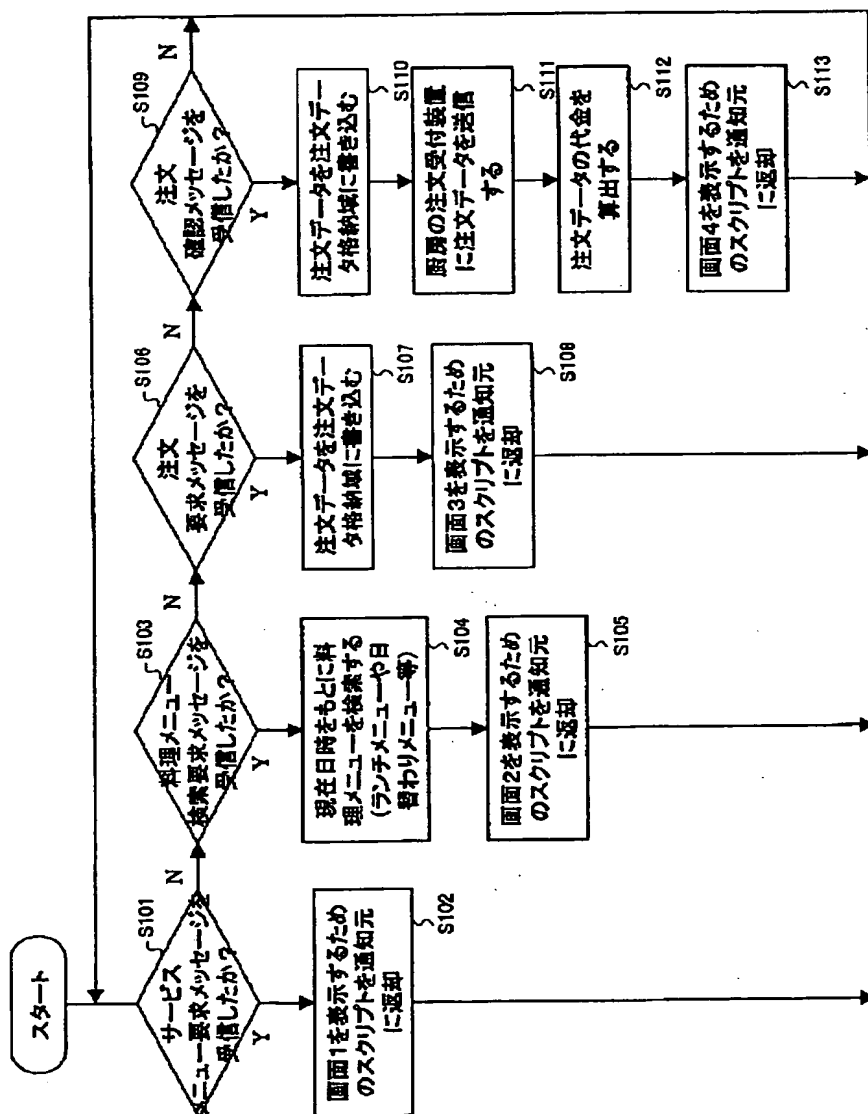 スタート
サービス
メニュー要求メッセージを
受信したか?
S101
N
Y
画面1を表示するため
のスクリプトを通知元
に返却
S102
料理メニュー
検索要求メッセージを
受信したか?
S103
N
Y
現在日時をもとに料
理メニューを検索する
(ランチメニューや日
替わりメニュー等)
S104
画面2を表示するため
のスクリプトを通知元
に返却
S105
注文
要求メッセージを
受信したか?
S106
N
Y
注文データを注文デー
タ格納域に書き込む
S107
画面3を表示するため
のスクリプトを通知元
に返却
S108
注文
確認メッセージを
受信したか?
S109
N
Y
注文データを注文デー
タ格納域に書き込む
S110
厨房の注文受付装置
に注文データを送信
する
S111
注文データの代金を
算出する
S112
画面4を表示するため
のスクリプトを通知元
に返却
S113